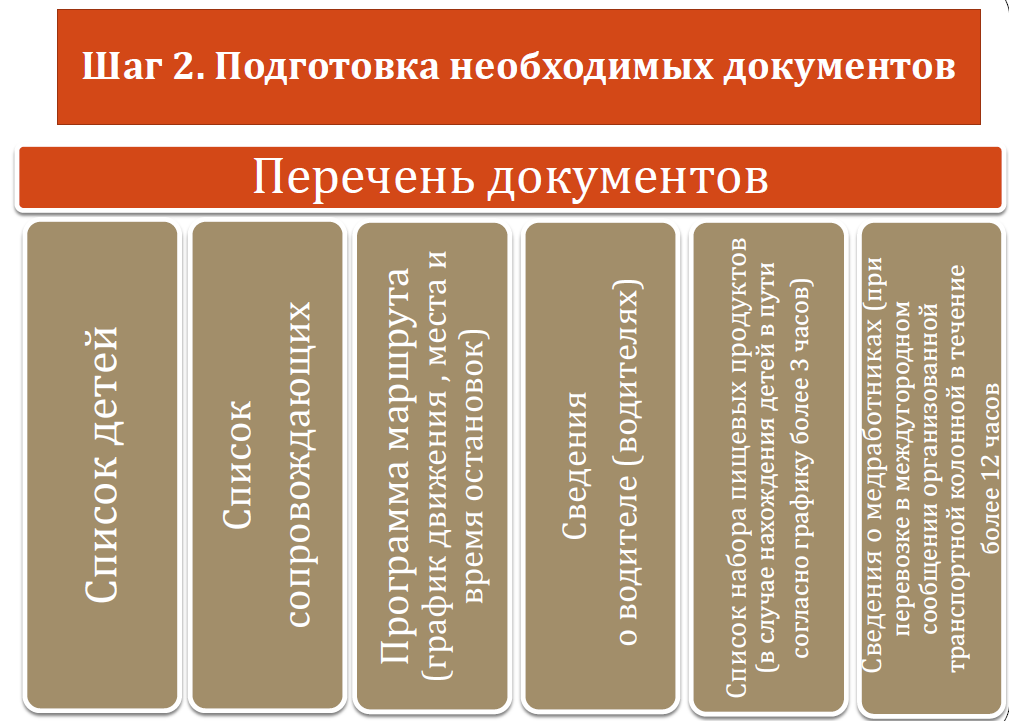 Шаг 2. Подготовка необходимых документов
Перечень документов
Список детей
Список
сопровождающих
Программа маршрута
(график движения , места и
время остановок)
Сведения
о водителе (водителях)
Список набора пищевых продуктов
(в случае нахождения детей в пути
согласно графику более 3 часов)
Сведения о медработниках (при
перевозке в междугородном
сообщении организованной
транспортной колонной в течение
более 12 часов